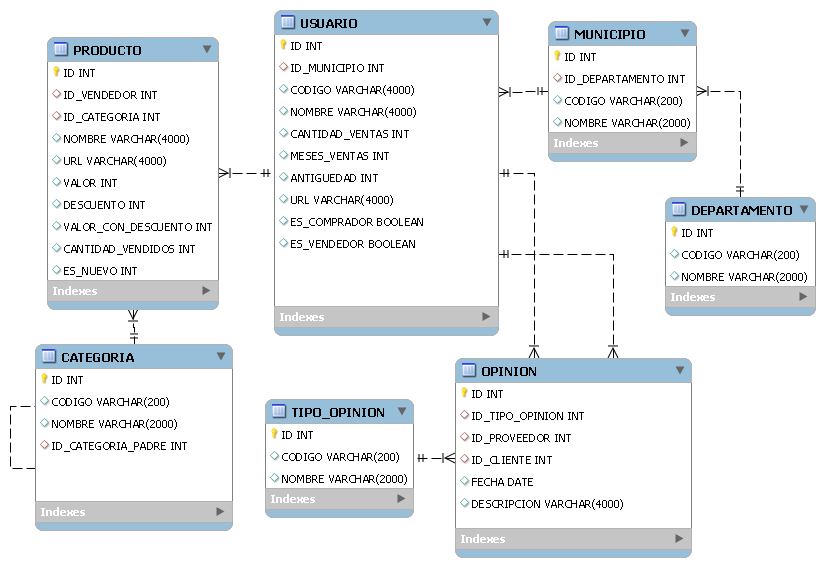 PRODUCTO
ID INT
ID_VENDEDOR INT
ID_CATEGORIA INT
NOMBRE VARCHAR(4000)
URL VARCHAR(4000)
VALOR INT
DESCUENTO INT
VALOR_CON_DESCUENTO INT
CANTIDAD_VENDIDOS INT
ES_NUEVO INT
Indexes
USUARIO
ID INT
ID_MUNICIPIO INT
CODIGO VARCHAR(4000)
NOMBRE VARCHAR(4000)
CANTIDAD_VENTAS INT
MESES_VENTAS INT
ANTIGUEDAD INT
URL VARCHAR(4000)
ES_COMPRADOR BOOLEAN
ES_VENDEDOR BOOLEAN
Indexes
MUNICIPIO
ID INT
ID_DEPARTAMENTO INT
CODIGO VARCHAR(200)
NOMBRE VARCHAR(2000)
Indexes
DEPARTAMENTO
ID INT
CODIGO VARCHAR(200)
NOMBRE VARCHAR(2000)
Indexes
CATEGORIA
ID INT
CODIGO VARCHAR(200)
NOMBRE VARCHAR(2000)
ID_CATEGORIA_PADRE INT
Indexes
TIPO_OPINION
ID INT
CODIGO VARCHAR(200)
NOMBRE VARCHAR(2000)
Indexes
OPINION
ID INT
ID_TIPO_OPINION INT
ID_PROVEEDOR INT
ID_CLIENTE INT
FECHA DATE
DESCRIPCION VARCHAR(4000)
Indexes